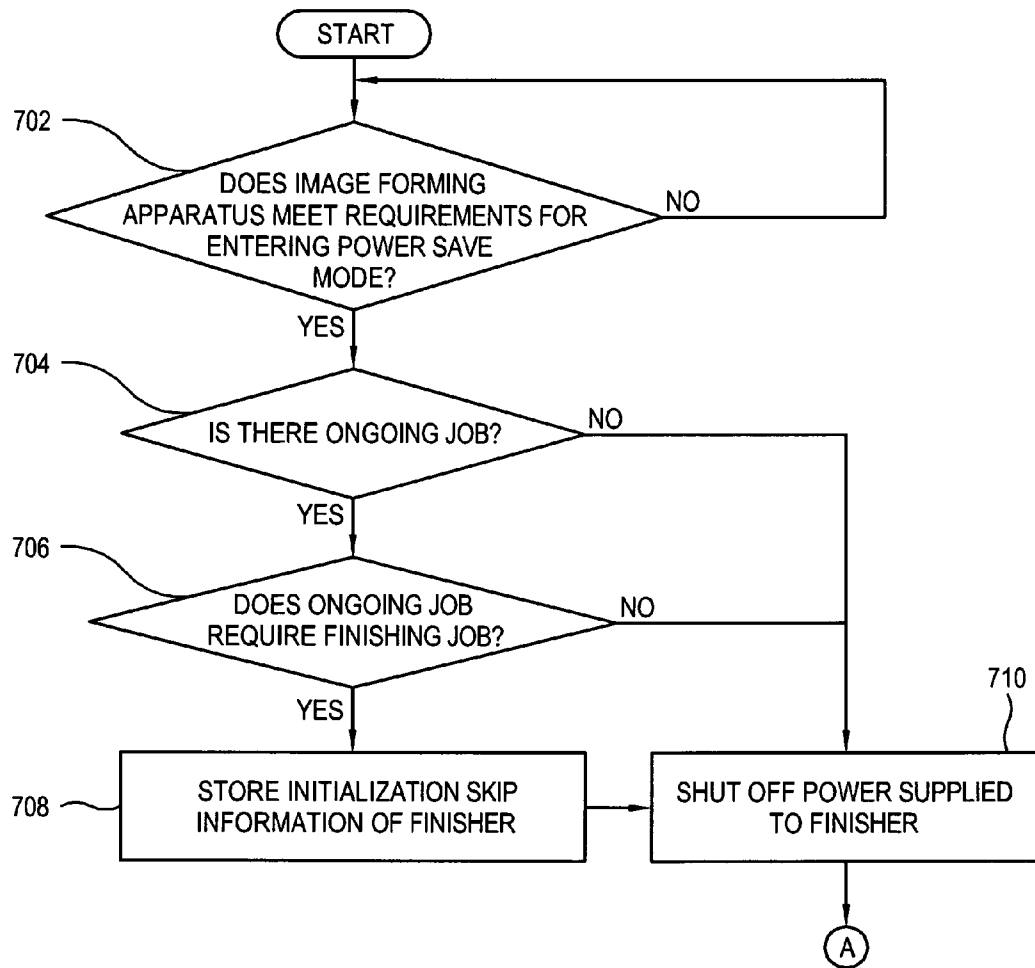 START
702
DOES IMAGE FORMING
APPARATUS MEET REQUIREMENTS FOR
ENTERING POWER SAVE
MODE?
NO
YES
704
IS THERE ONGOING JOB?
NO
YES
706
DOES ONGOING JOB
REQUIRE FINISHING JOB?
NO
YES
710
708
STORE INITIALIZATION SKIP
INFORMATION OF FINISHER
SHUT OFF POWER SUPPLIED
TO FINISHER
A